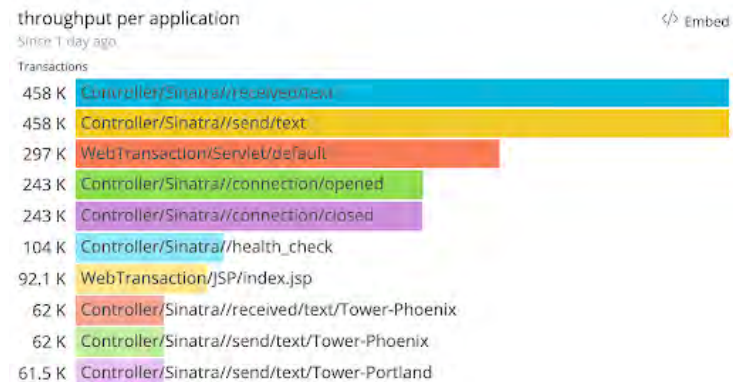 throughput per application
</> Embed
Since 1 day ago
Transactions
458 K Controller/Sinatra//received/text
458 K Controller/Sinatra//send/text
297 K WebTransaction/Servlet/default
243 K Controller/Sinatra//connection/opened
243 K Controller/Sinatra//connection/closed
104 K Controller/Sinatra//health_check
92.1 K WebTransaction/JSP/index.jsp
62 K Controller/Sinatra//received/text/Tower-Phoenix
62 K Controller/Sinatra//send/text/Tower-Phoenix
61.5 K Controller/Sinatra//send/text/Tower-Portland